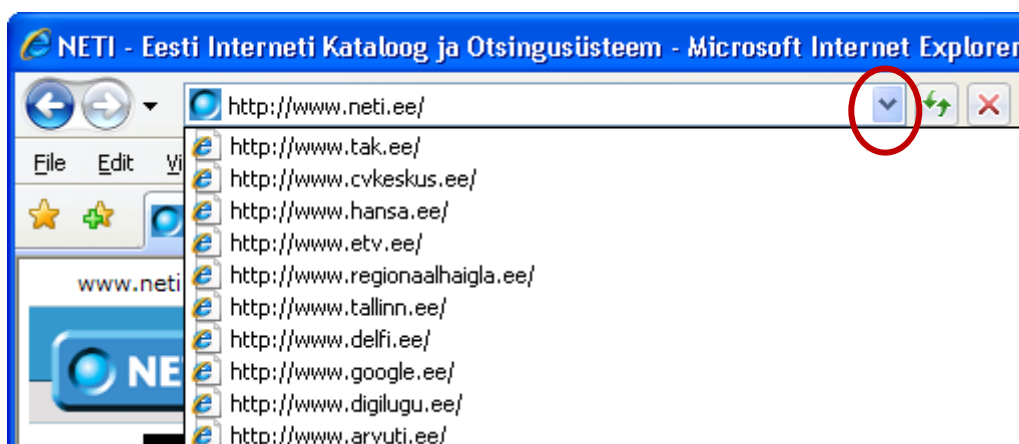 NETI - Eesti Interneti Kataloog ja Otsingusüsteem - Microsoft Internet Explorer
http://www.neti.ee/
http://www.tak.ee/
File Edit Vi
http://www.cvkeskus.ee/
http://www.hansa.ee/
http://www.etv.ee/
http://www.regionaalhaigla.ee/
www.neti
http://www.tallinn.ee/
http://www.delfi.ee/
NE
http://www.google.ee/
http://www.digilugu.ee/
http://www.arvuti.ee/